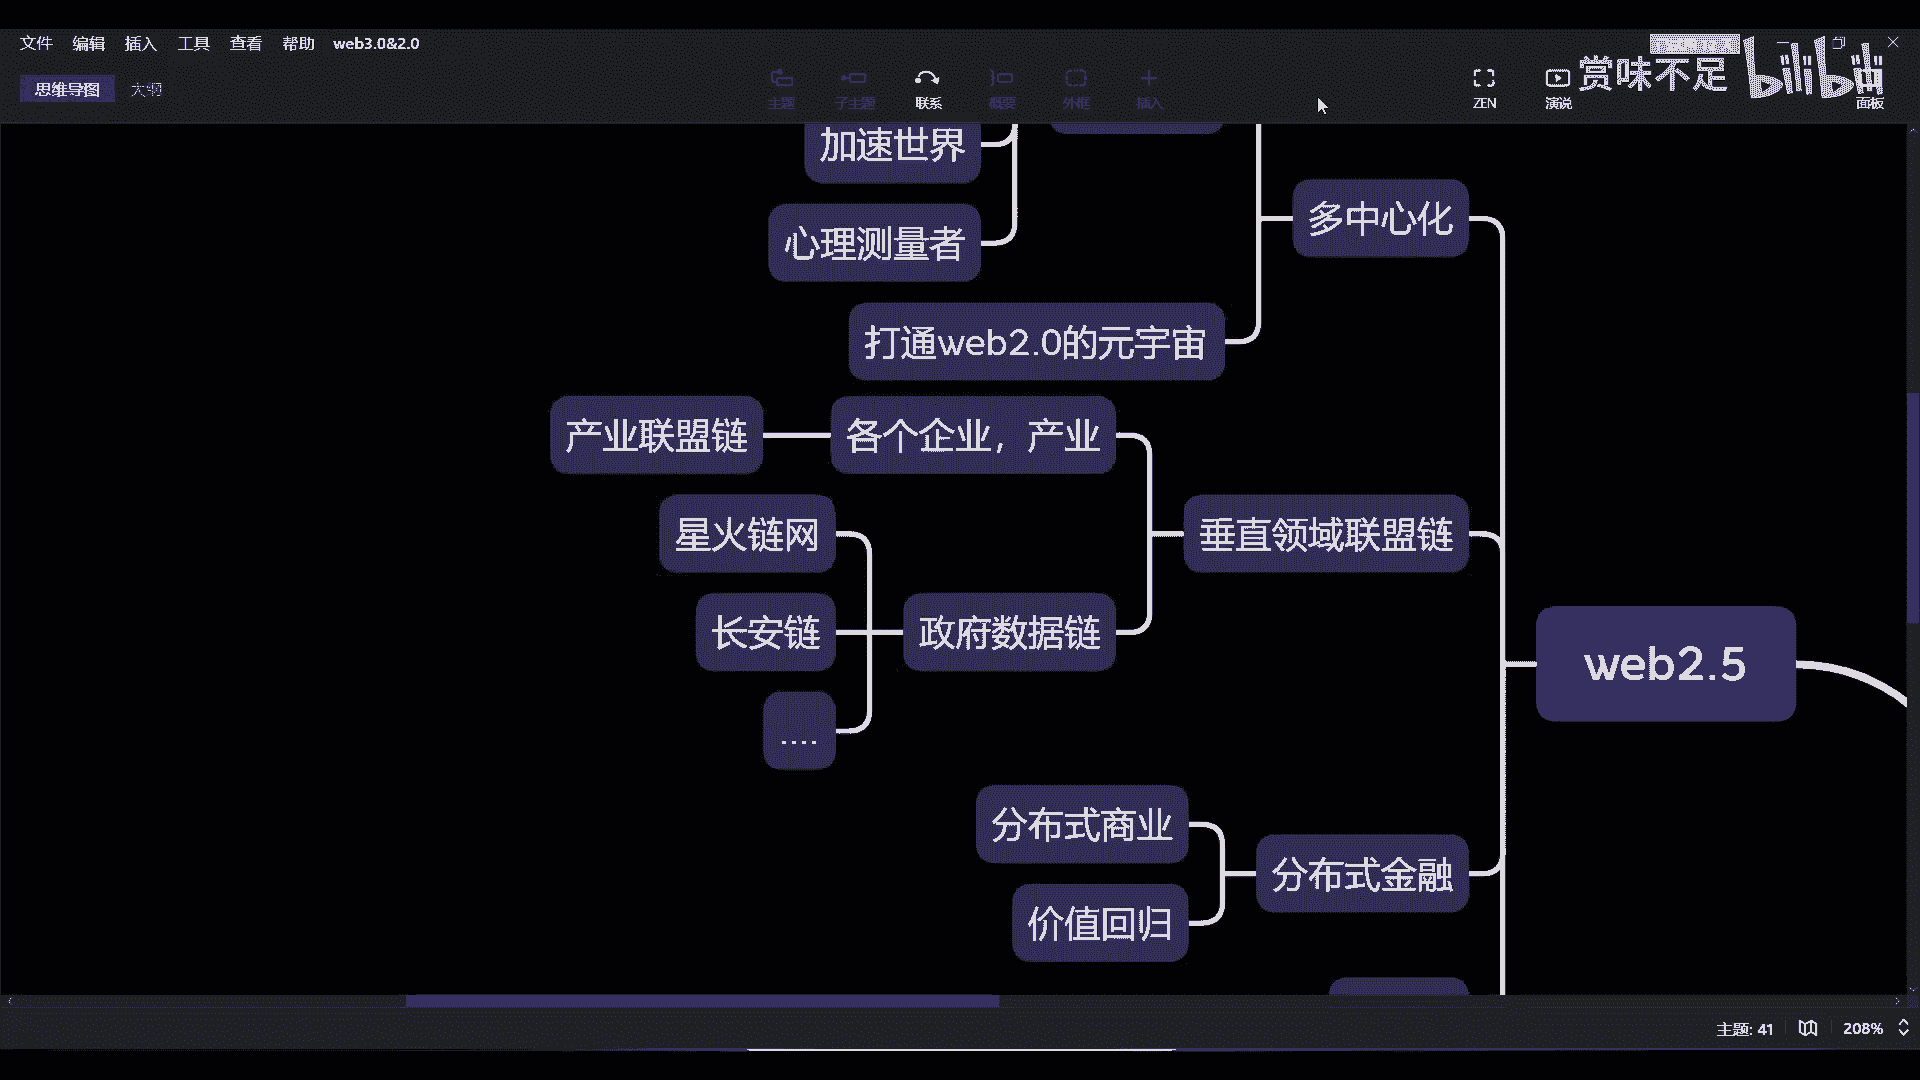 文件 编辑 插入 工具 查看 帮助 web3.0&2.0
思维导图 大纲
主题 子主题 联系 概要 外框 插入 ZEN 演说 面板
赏味不足 bilibili
加速世界
心理测量者
多中心化
打通web2.0的元宇宙
产业联盟链
各个企业，产业
星火链网
垂直领域联盟链
长安链
政府数据链
web2.5
....
分布式商业
分布式金融
价值回归
主题: 41 208%